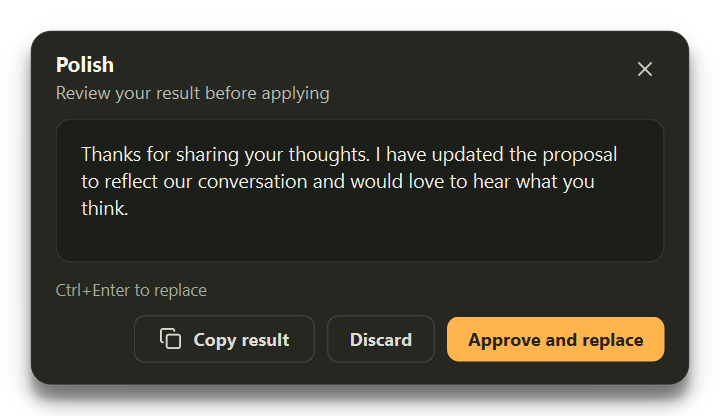 Polish
Review your result before applying
Thanks for sharing your thoughts. I have updated the proposal
to reflect our conversation and would love to hear what you
think.
Ctrl+Enter to replace
Copy result
Discard
Approve and replace